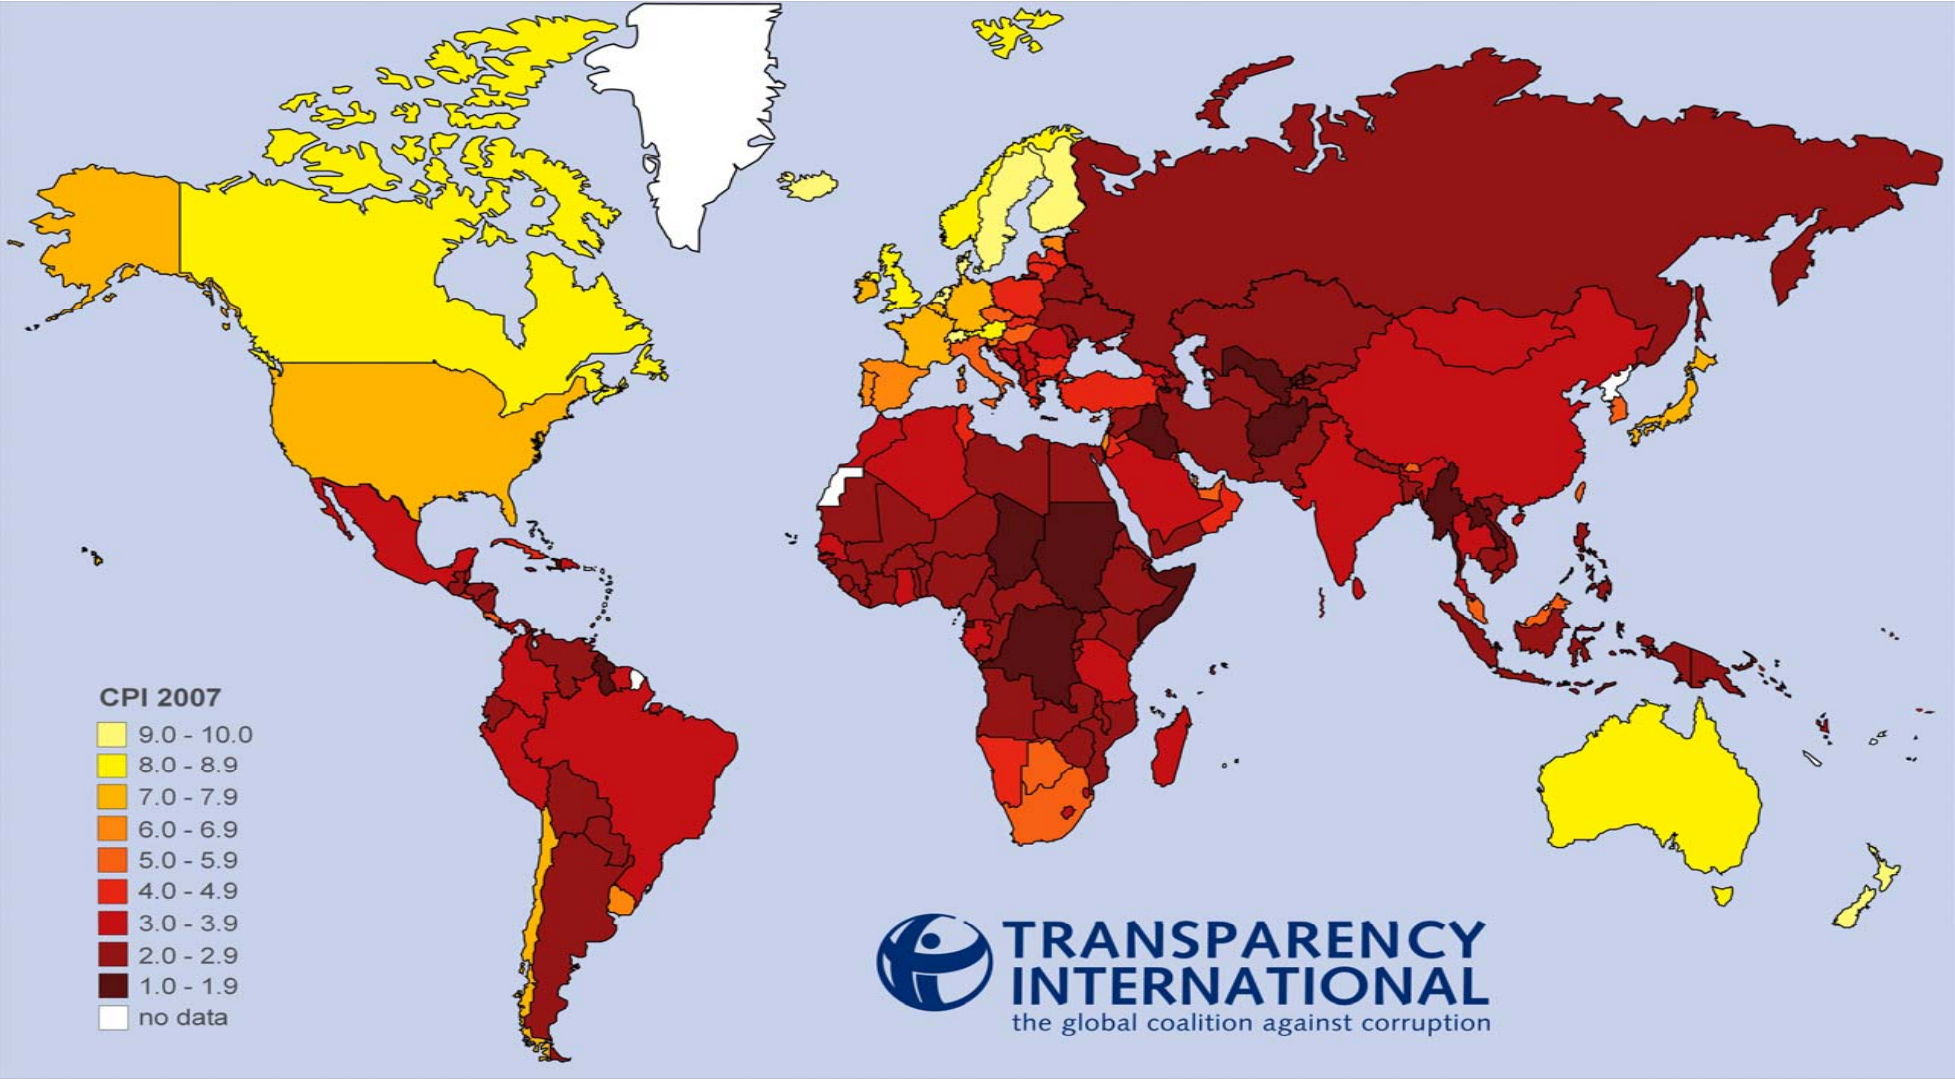 CPI 2007
9.0 - 10.0
8.0 - 8.9
7.0 - 7.9
6.0 - 6.9
5.0 - 5.9
4.0 - 4.9
3.0 - 3.9
2.0 - 2.9
1.0 - 1.9
no data
TRANSPARENCY
INTERNATIONAL
the global coalition against corruption